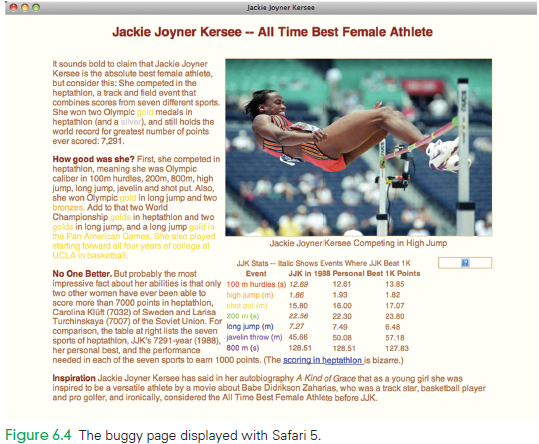 Jackie Joyner Kersee
Jackie Joyner Kersee -- All Time Best Female Athlete
It sounds bold to claim that Jackie Joyner
Kersee is the absolute best female athlete,
but consider this: She competed in the
heptathlon, a track and field event that
combines scores from seven different sports.
She won two Olympic gold medals in
heptathlon (and a silver), and still holds the
world record for greatest number of points
ever scored: 7,291.
How good was she? First, she competed in
heptathlon, meaning she was Olympic
caliber in 100m hurdles, 200m, 800m, high
jump, long jump, javelin and shot put. Also,
she won Olympic gold in long jump and two
bronzes. Add to that two World
Championship golds in heptathlon and two
golds in long jump, and a long jump gold in
the Pan American Games. She also played
starting forward all four years of college at
UCLA in basketball.
Jackie Joyner Kersee Competing in High Jump
No One Better. But probably the most
impressive fact about her abilities is that only
two other women have ever been able to
score more than 7000 points in heptathlon,
Carolina Klüft (7032) of Sweden and Larisa
Turchinskaya (7007) of the Soviet Union. For
comparison, the table at right lists the seven
sports of heptathlon, JJK's 7291-year (1988),
her personal best, and the performance
needed in each of the seven sports to earn 1000 points. (The scoring in heptathlon is bizarre.)
JJK Stats -- Italic Shows Events Where JJK Beat 1K
Event JJK in 1988 Personal Best 1K Points
100 m hurdles (s) 12.69 12.61 13.85
high jump (m) 1.86 1.93 1.82
shot put (m) 15.80 16.00 17.07
200 m (s) 22.56 22.30 23.80
long jump (m) 7.27 7.49 6.48
javelin throw (m) 45.66 50.08 57.18
800 m (s) 128.51 128.51 127.83
?
Inspiration Jackie Joyner Kersee has said in her autobiography A Kind of Grace that as a young girl she was
inspired to be a versatile athlete by a movie about Babe Didrikson Zaharias, who was a track star, basketball player
and pro golfer, and ironically, considered the All Time Best Female Athlete before JJK.
Figure 6.4 The buggy page displayed with Safari 5.